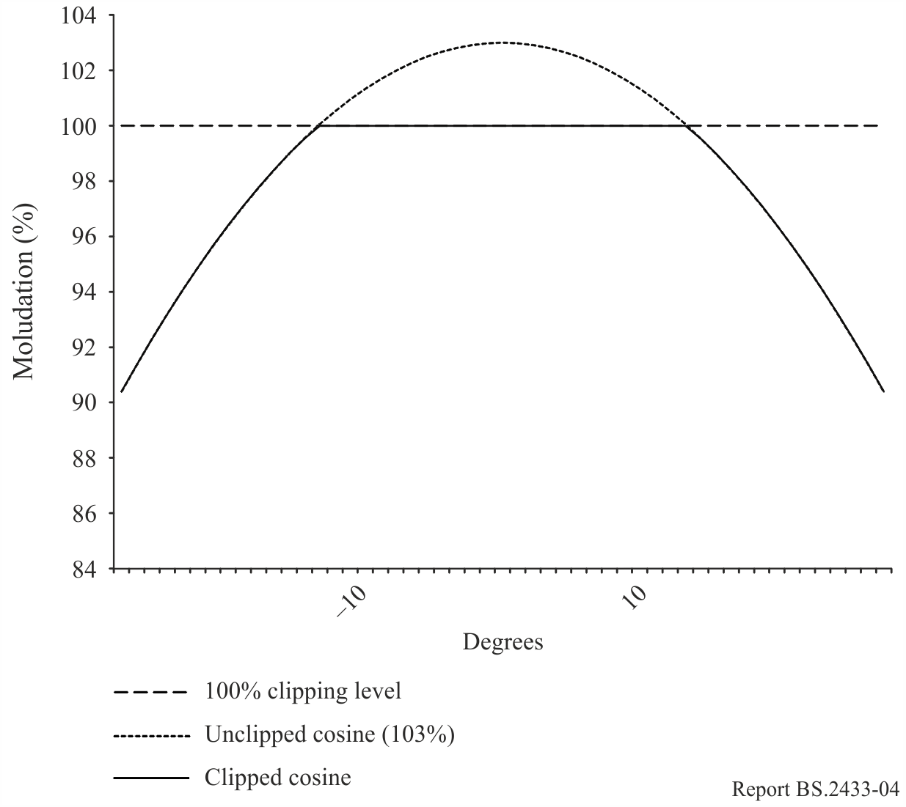 104
102
100
98
96
94
92
90
88
86
84
Moludation (%)
–10
10
Degrees
100% clipping level
Unclipped cosine (103%)
Clipped cosine
Report BS.2433-04